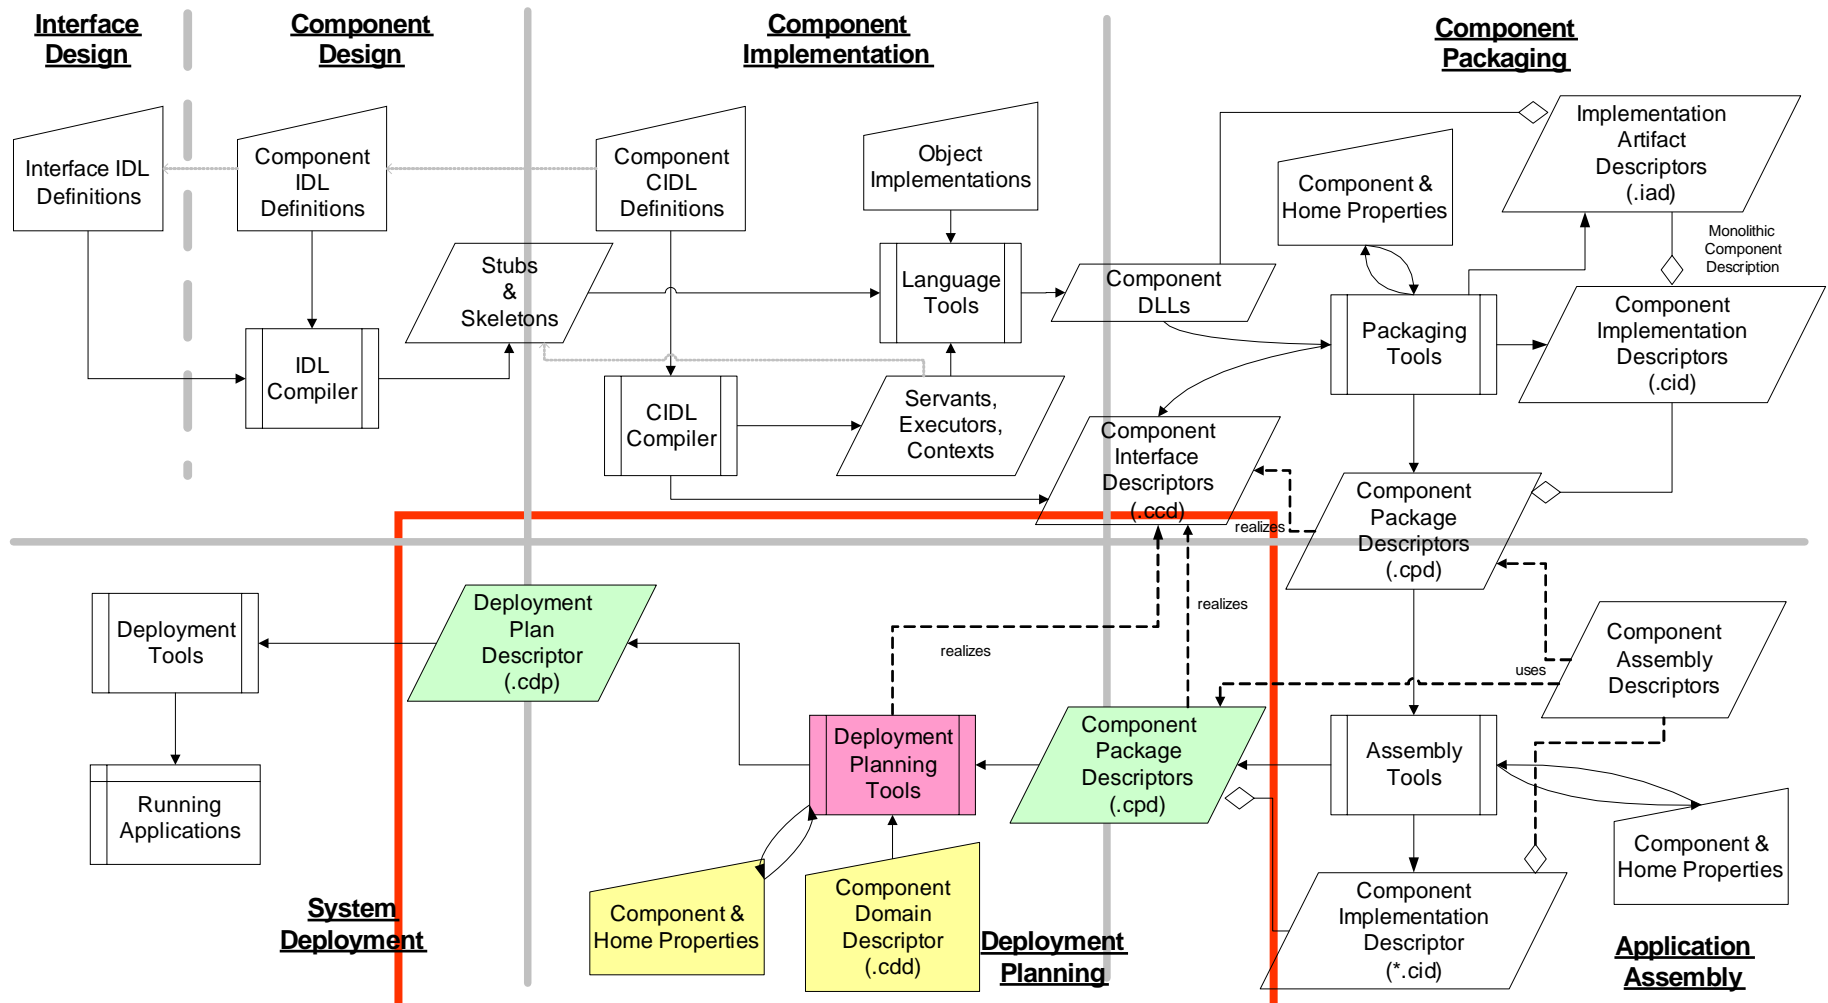 Interface
Design
Component
Design
Component
Implementation
Component
Packaging
Interface IDL
Definitions
Component
IDL
Definitions
Component
CIDL
Definitions
Object
Implementations
Component &
Home Properties
Implementation
Artifact
Descriptors
(.iad)
Monolithic
Component
Description
Stubs
&
Skeletons
Language
Tools
Component
DLLs
Packaging
Tools
Component
Implementation
Descriptors
(.cid)
IDL
Compiler
CIDL
Compiler
Servants,
Executors,
Contexts
Component
Interface
Descriptors
(.ccd)
realizes
Component
Package
Descriptors
(.cpd)
Deployment
Tools
Deployment
Plan
Descriptor
(.cdp)
realizes
realizes
uses
Component
Assembly
Descriptors
Deployment
Planning
Tools
Component
Package
Descriptors
(.cpd)
Assembly
Tools
Running
Applications
Component &
Home Properties
Component
Domain
Descriptor
(.cdd)
Component
Implementation
Descriptor
(*.cid)
Component &
Home Properties
System
Deployment
Deployment
Planning
Application
Assembly